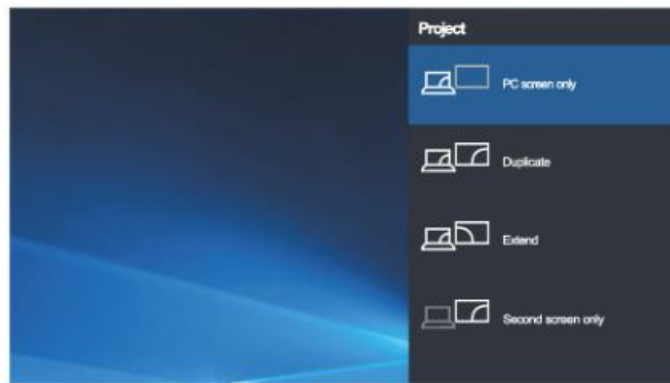 Project
PC screen only
Duplicate
Extend
Second screen only